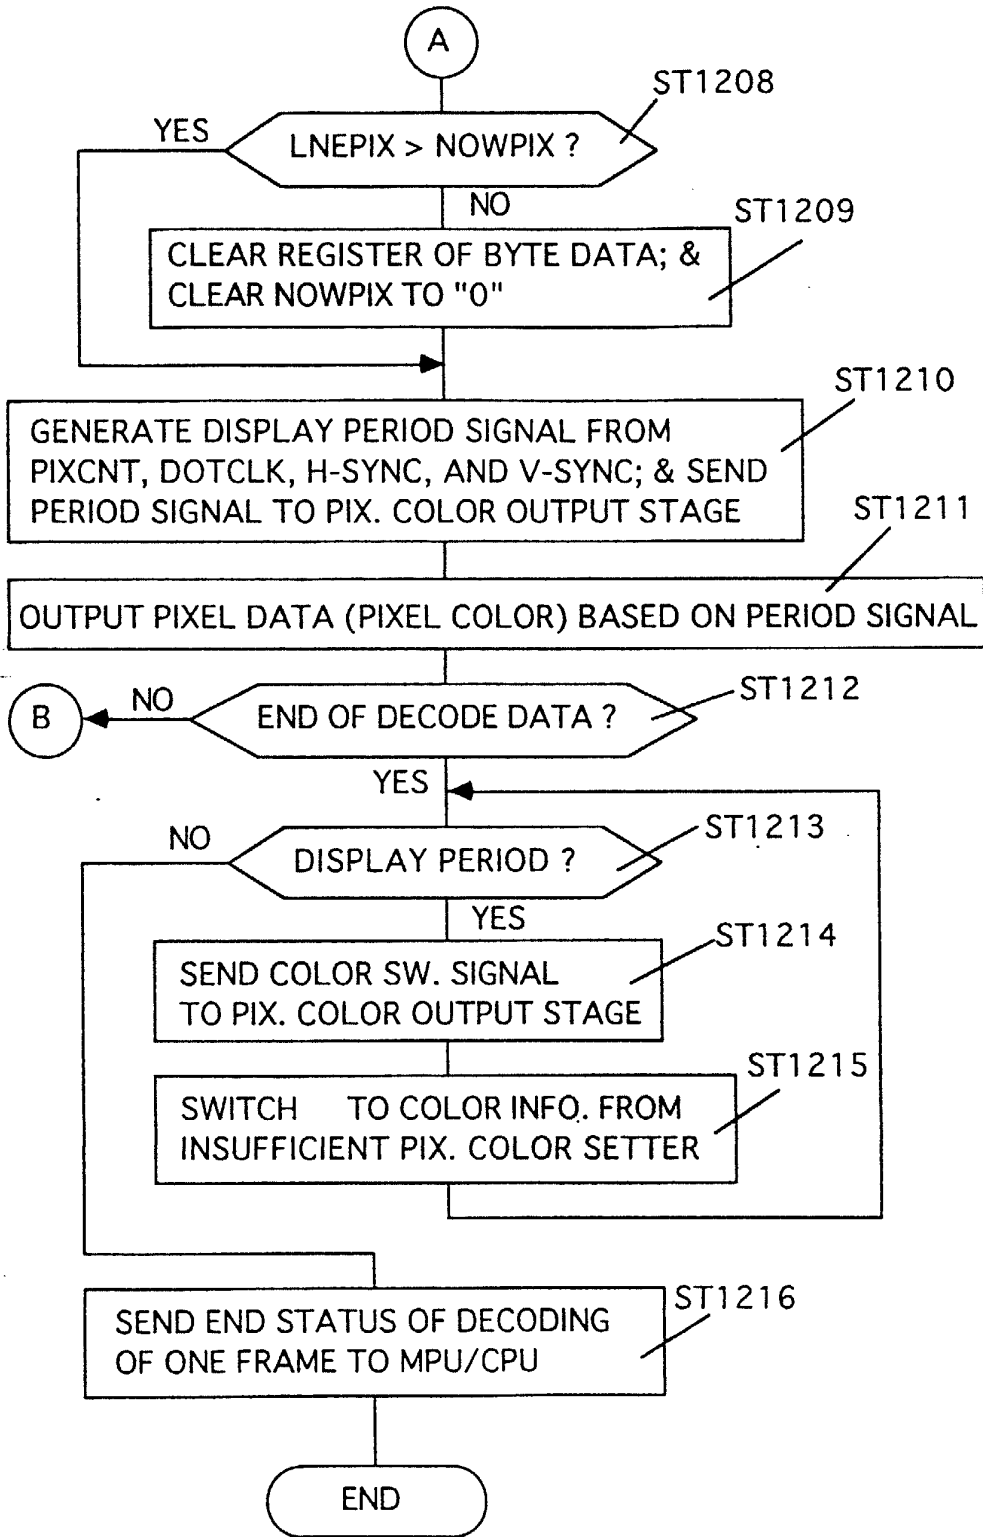 A
ST1208
YES
LNEPIX > NOWPIX ?
NO
ST1209
CLEAR REGISTER OF BYTE DATA; &
CLEAR NOWPIX TO "0"
ST1210
GENERATE DISPLAY PERIOD SIGNAL FROM
PIXCNT, DOTCLK, H-SYNC, AND V-SYNC; & SEND
PERIOD SIGNAL TO PIX. COLOR OUTPUT STAGE
ST1211
OUTPUT PIXEL DATA (PIXEL COLOR) BASED ON PERIOD SIGNAL
ST1212
B
NO
END OF DECODE DATA ?
YES
ST1213
NO
DISPLAY PERIOD ?
YES
ST1214
SEND COLOR SW. SIGNAL
TO PIX. COLOR OUTPUT STAGE
ST1215
SWITCH TO COLOR INFO. FROM
INSUFFICIENT PIX. COLOR SETTER
ST1216
SEND END STATUS OF DECODING
OF ONE FRAME TO MPU/CPU
END